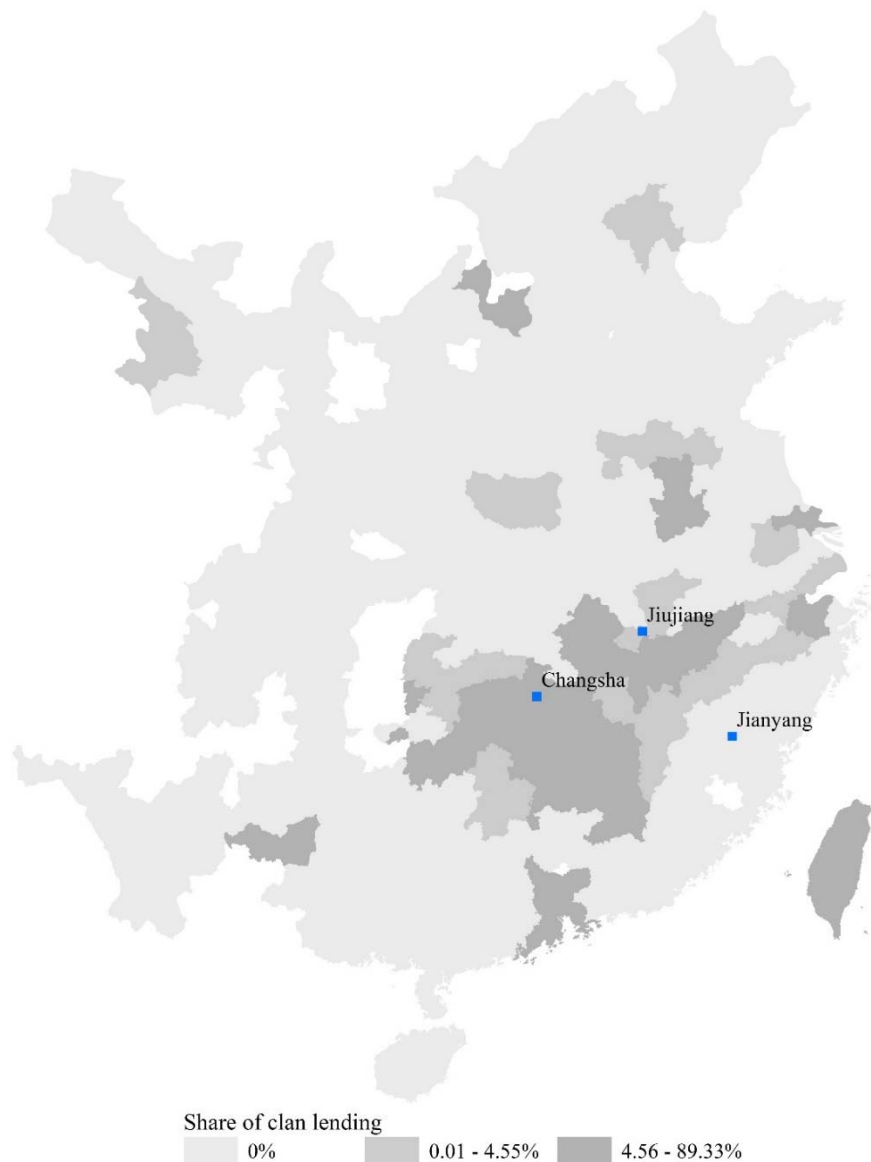 Jiujiang
Changsha
Jianyang
Share of clan lending
0% 0.01 - 4.55% 4.56 - 89.33%